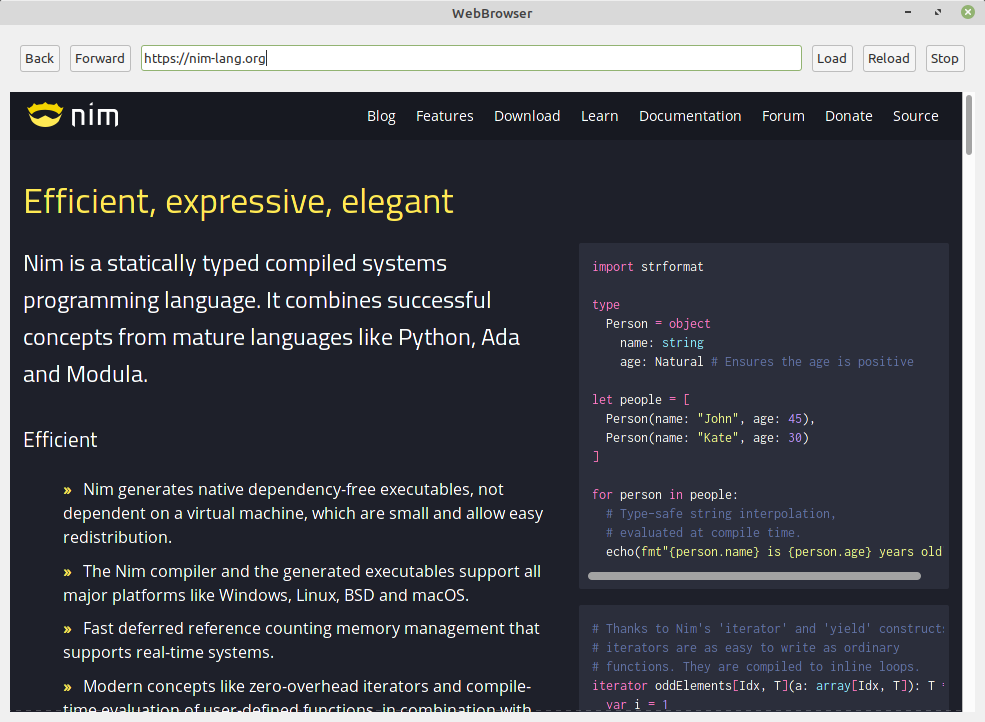 WebBrowser
Back Forward https://nim-lang.org Load Reload Stop
nim Blog Features Download Learn Documentation Forum Donate Source
Efficient, expressive, elegant
Nim is a statically typed compiled systems
programming language. It combines successful
concepts from mature languages like Python, Ada
and Modula.
Efficient
» Nim generates native dependency-free executables, not
dependent on a virtual machine, which are small and allow easy
redistribution.
» The Nim compiler and the generated executables support all
major platforms like Windows, Linux, BSD and macOS.
» Fast deferred reference counting memory management that
supports real-time systems.
» Modern concepts like zero-overhead iterators and compile-
time evaluation of user-defined functions, in combination with
import strformat
type
Person = object
name: string
age: Natural # Ensures the age is positive
let people = [
Person(name: "John", age: 45),
Person(name: "Kate", age: 30)
]
for person in people:
# Type-safe string interpolation,
# evaluated at compile time.
echo(fmt"{person.name} is {person.age} years old
# Thanks to Nim's 'iterator' and 'yield' constructs
# iterators are as easy to write as ordinary
# functions. They are compiled to inline loops.
iterator oddElements[Idx, T](a: array[Idx, T]): T =
var i = 1